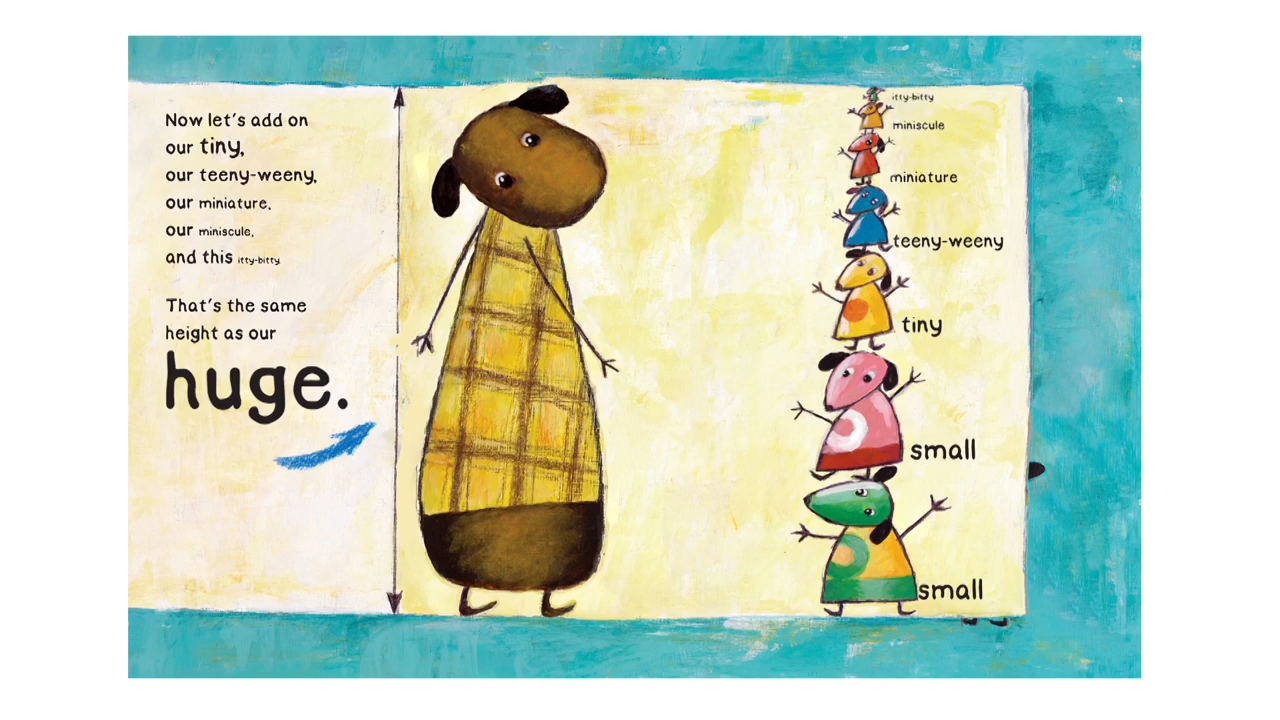 Now let's add on
our tiny,
our teeny-weeny,
our miniature,
our miniscule,
and this itty-bitty.
That's the same
height as our
huge.
itty-bitty
miniscule
miniature
teeny-weeny
tiny
small
small